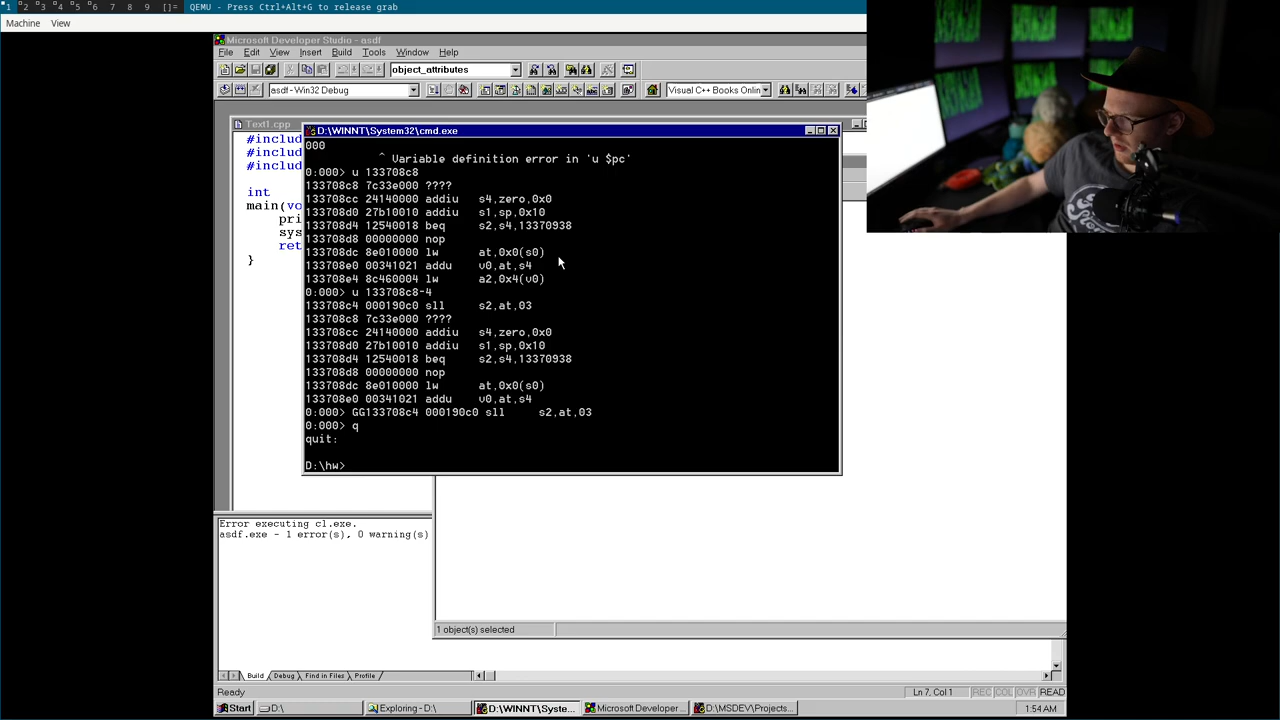 1 2 3 4 5 6 7 8 9 []= QEMU - Press Ctrl+Alt+G to release grab
Machine View
Microsoft Developer Studio - asdf
File Edit View Insert Build Tools Window Help
object_attributes
asdf - Win32 Debug
Visual C++ Books Onlin
Text1.cpp
#includ
#includ
#includ
int
main(vo
pri
sys
ret
}
D:\WINNT\System32\cmd.exe
000
^ Variable definition error in 'u $pc'
0:000> u 133708c8
133708c8 7c33e000 ????
133708cc 24140000 addiu s4,zero,0x0
133708d0 27b10010 addiu s1,sp,0x10
133708d4 12540018 beq s2,s4,13370938
133708d8 00000000 nop
133708dc 8e010000 lw at,0x0(s0)
133708e0 00341021 addu v0,at,s4
133708e4 8c460004 lw a2,0x4(v0)
0:000> u 133708c8-4
133708c4 000190c0 sll s2,at,03
133708c8 7c33e000 ????
133708cc 24140000 addiu s4,zero,0x0
133708d0 27b10010 addiu s1,sp,0x10
133708d4 12540018 beq s2,s4,13370938
133708d8 00000000 nop
133708dc 8e010000 lw at,0x0(s0)
133708e0 00341021 addu v0,at,s4
0:000> GG133708c4 000190c0 sll s2,at,03
0:000> q
quit:
D:\hw>
Error executing cl.exe.
asdf.exe - 1 error(s), 0 warning(s)
1 object(s) selected
Build Debug Find in Files Profile
Ready
Ln 7, Col 1 REC COL OVR READ
Start D:\ Exploring - D:\ D:\WINNT\Syste... Microsoft Developer ... D:\MSDEV\Projects... 1:54 AM